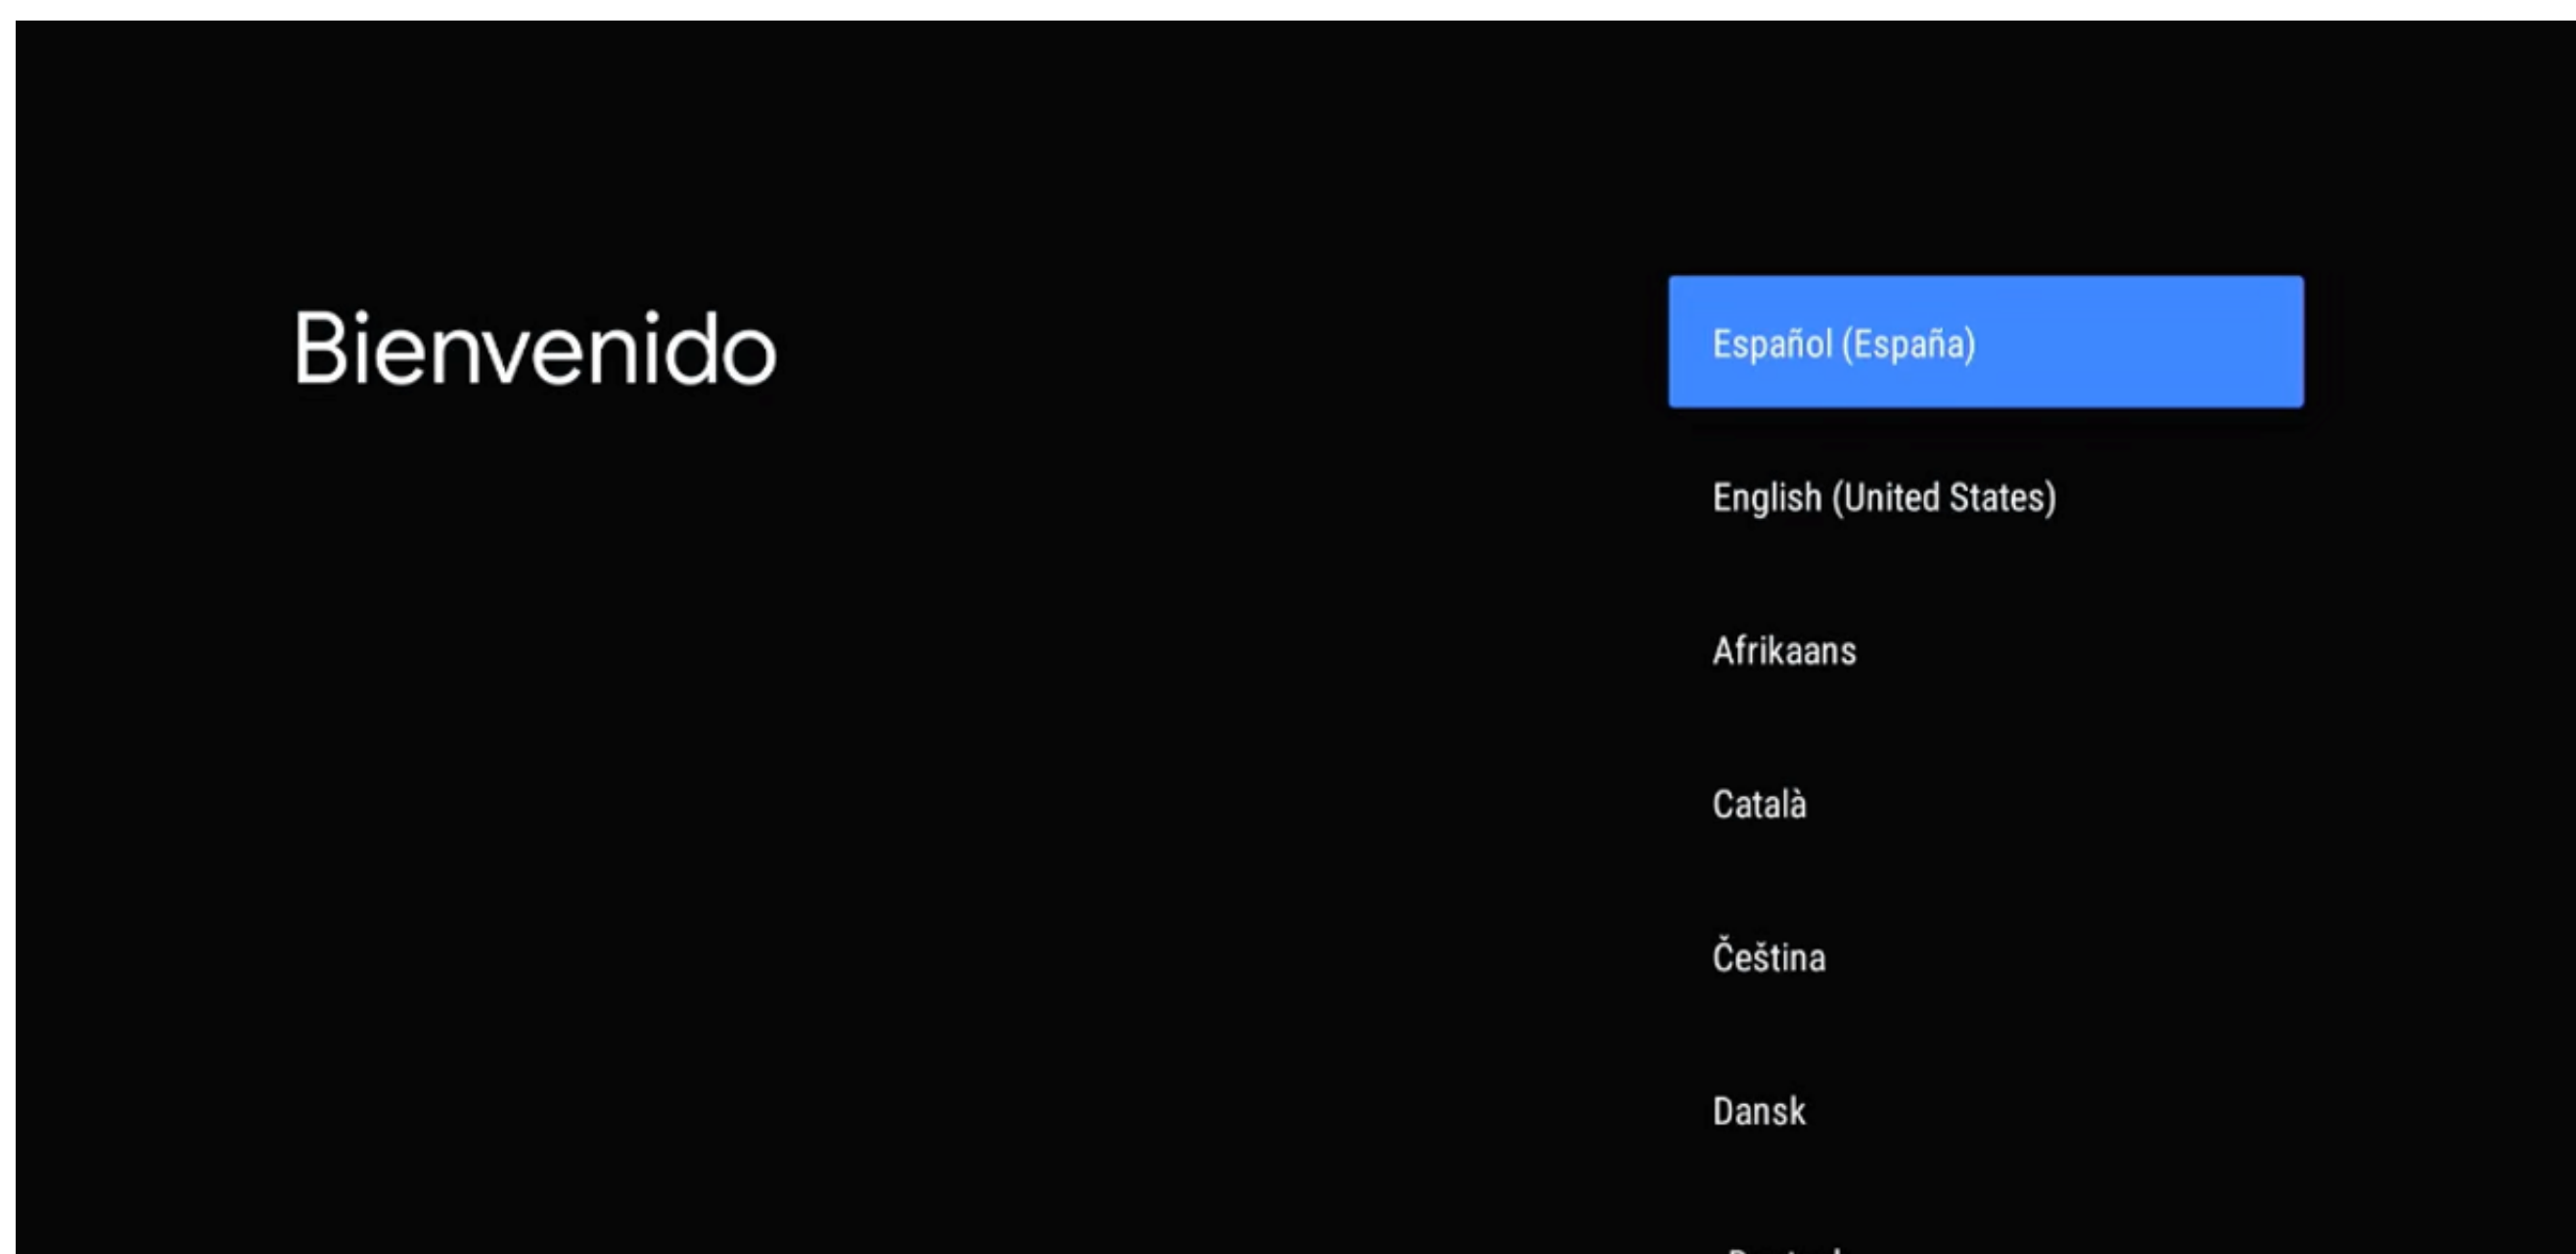 Bienvenido
Español (España)
English (United States)
Afrikaans
Català
Čeština
Dansk